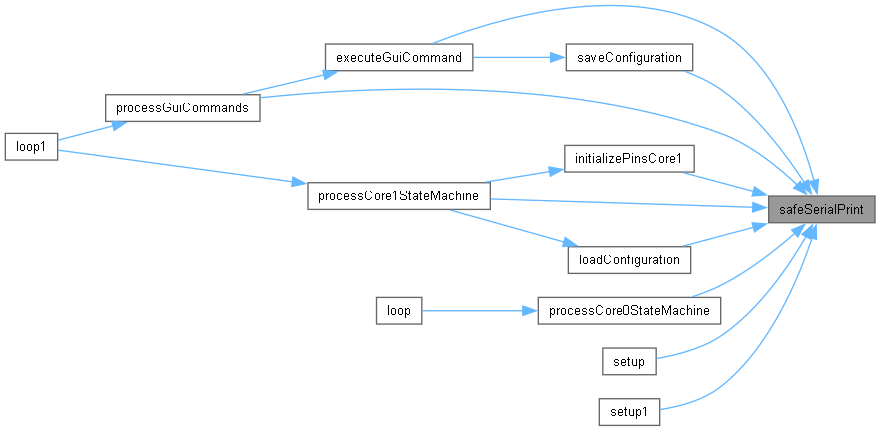 executeGuiCommand
saveConfiguration
processGuiCommands
loop1
initializePinsCore1
processCore1StateMachine
safeSerialPrint
loadConfiguration
loop
processCore0StateMachine
setup
setup1